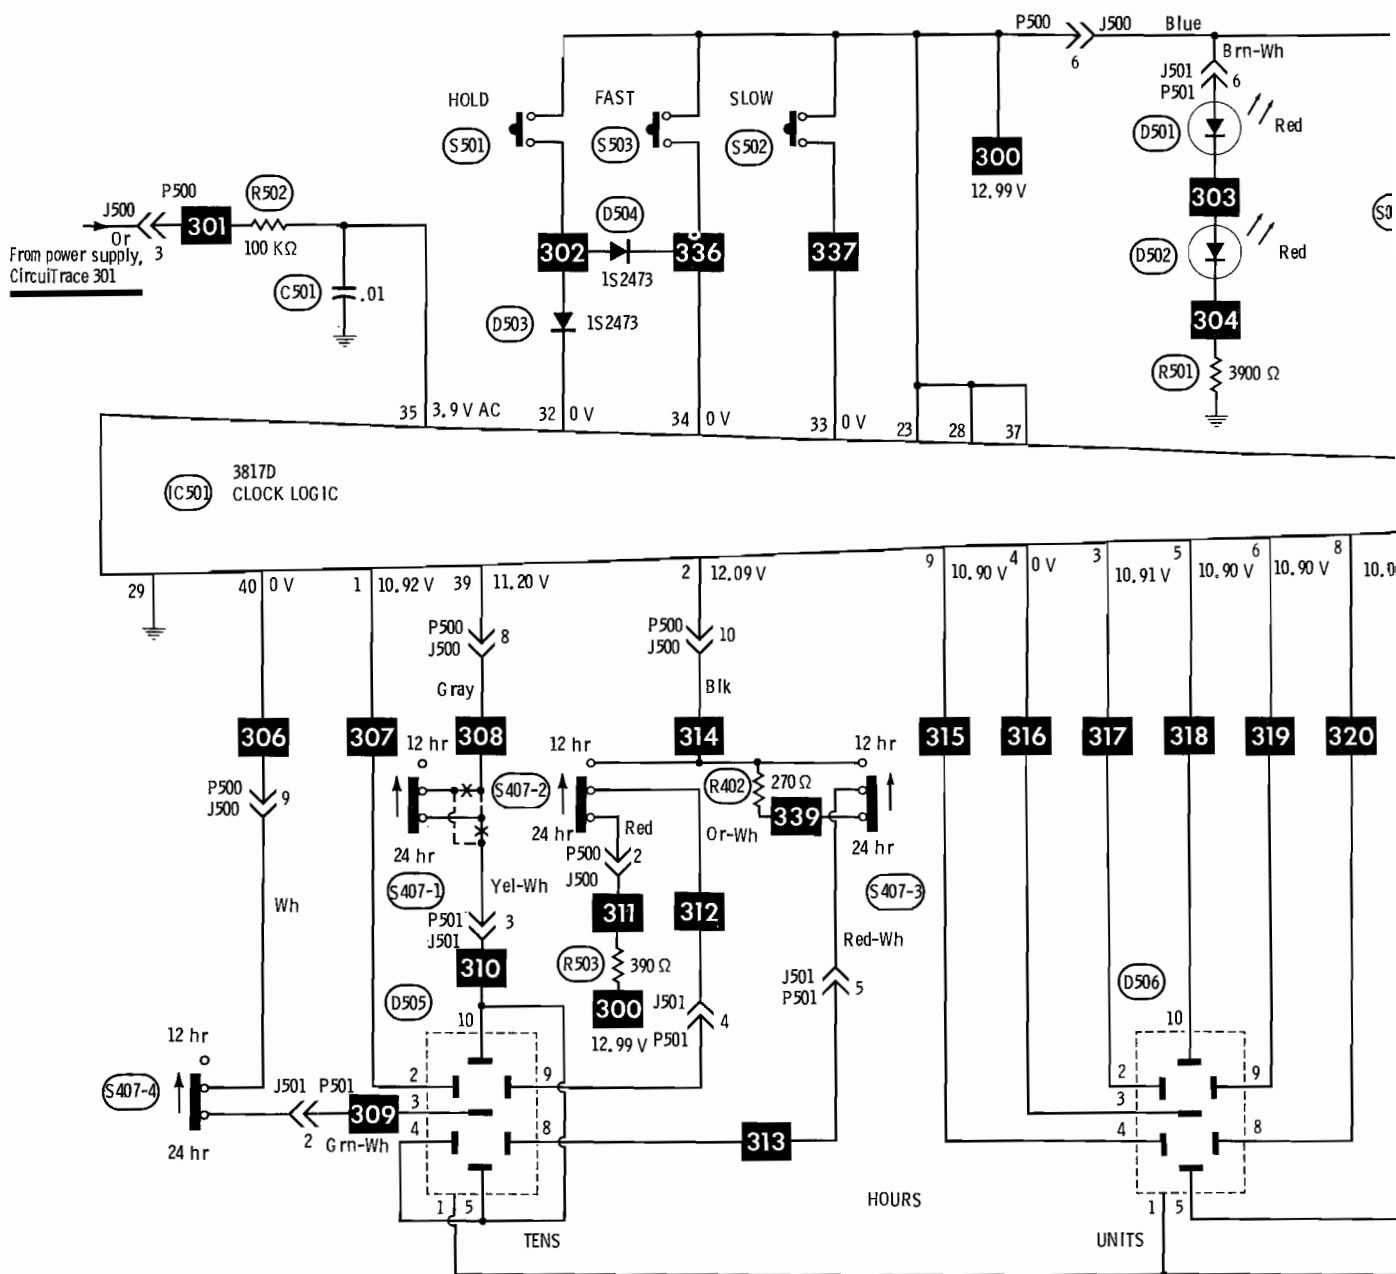 P500 J500 Blue
6
Brn-Wh
J501
P501 6
HOLD FAST SLOW
S501 S503 S502
D501 Red
300
12.99 V
P500 R502
J500
Or
3
301
100 KΩ
From power supply,
CircuiTrace 301
303
D504
302 336 337
1S2473
D502 Red
C501 .01
D503 1S2473
304
R501 3900 Ω
35 3.9 V AC 32 0 V 34 0 V 33 0 V 23 28 37
IC501 3817D
CLOCK LOGIC
29 40 0 V 1 10.92 V 39 11.20 V 2 12.09 V 9 10.90 V 4 0 V 3 10.91 V 5 10.90 V 6 10.90 V 8 10.0
P500
J500 8
P500
J500 10
Gray Blk
306 307 308 314 315 316 317 318 319 320
12 hr 12 hr 12 hr
P500
J500 9
S407-2
R402 270 Ω
339
Or-Wh
24 hr 24 hr 24 hr
Red
P500
J500 2
S407-1 S407-3
Wh Yel-Wh
P501
J501 3
311 312
Red-Wh
310
R503 390 Ω
J501
P501 5
D505 D506
300
12.99 V
J501
P501 4
10 10
12 hr
S407-4
24 hr
J501 P501
2
309
Grn-Wh
2 9
3
4 8
313
2 9
3
4 8
1 5
1 5
HOURS
TENS UNITS